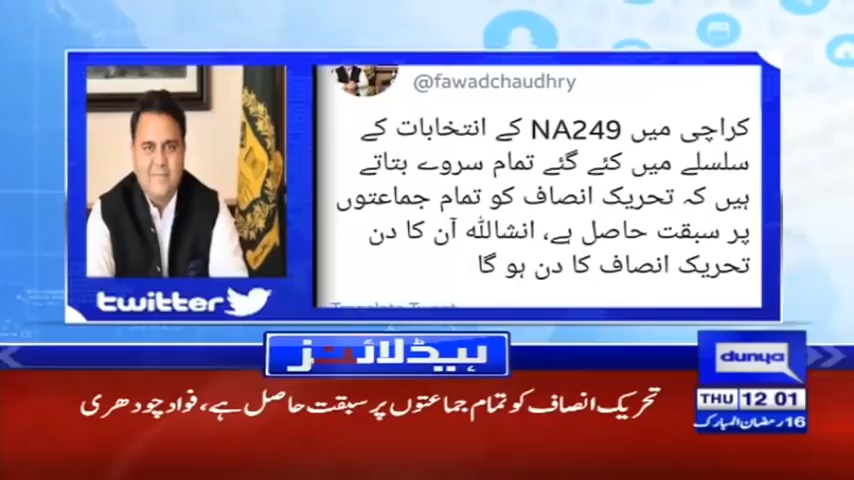 @fawadchaudhry
کراچی میں NA249 کے انتخابات کے
سلسلے میں کئے گئے تمام سروے بتاتے
ہیں کہ تحریک انصاف کو تمام جماعتوں
پر سبقت حاصل ہے، انشاللہ آن کا دن
تحریک انصاف کا دن ہو گا
Translate Tweet
twitter
ہیڈلائنز
dunya
تحریک انصاف کو تمام جماعتوں پر سبقت حاصل ہے، فواد چودھری
THU 12 01
16 رمضان المبارک